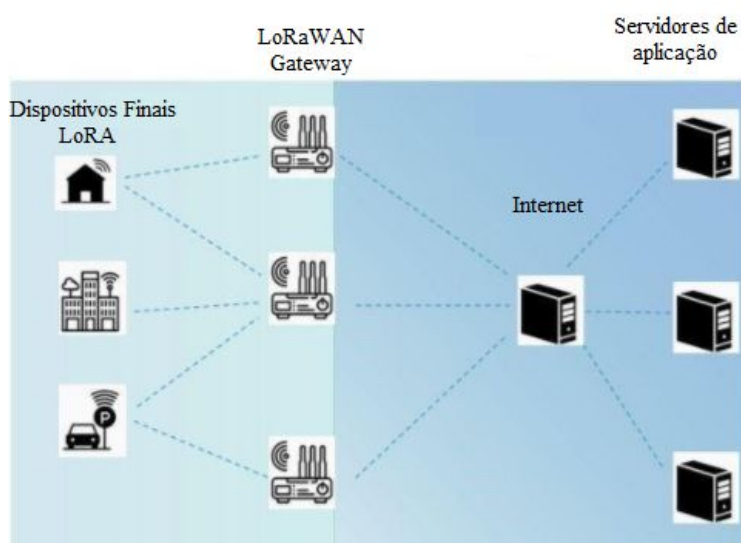 LoRaWAN
Gateway
Servidores de
aplicação
Dispositivos Finais
LoRA
Internet
P